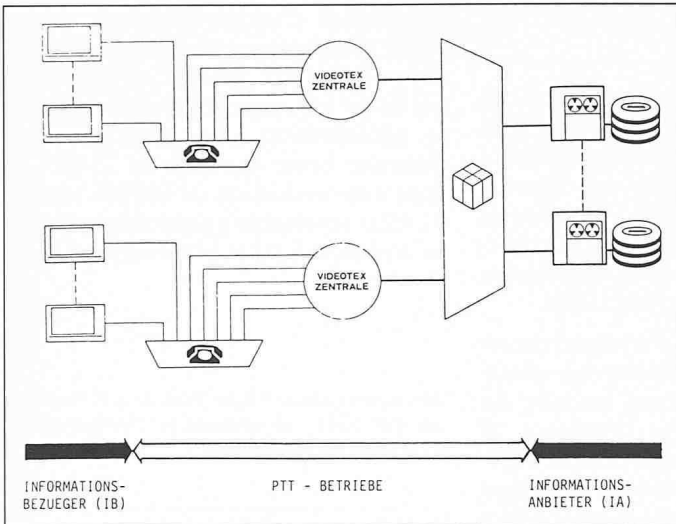 VIDEOTEX
ZENTRALE
VIDEOTEX
ZENTRALE
INFORMATIONS-
BEZUEGER (IB)
PTT - BETRIEBE
INFORMATIONS-
ANBIETER (IA)